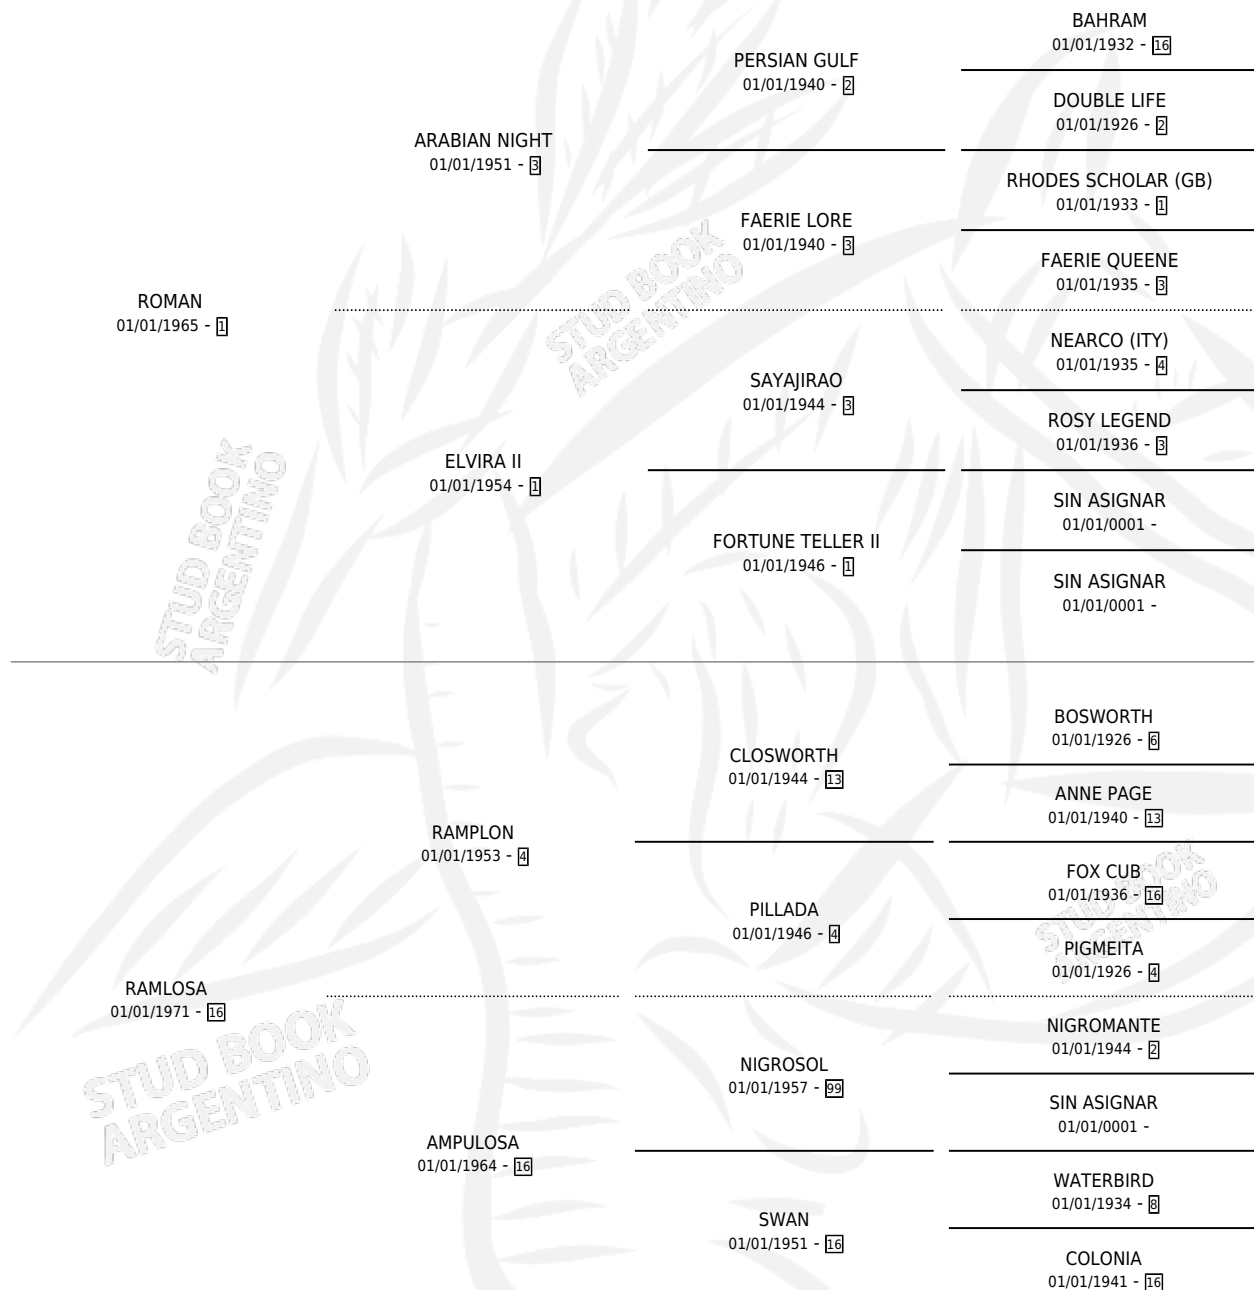 BAHRAM
01/01/1932 - 16
PERSIAN GULF
01/01/1940 - 2
DOUBLE LIFE
01/01/1926 - 2
ARABIAN NIGHT
01/01/1951 - 3
RHODES SCHOLAR (GB)
01/01/1933 - 1
FAERIE LORE
01/01/1940 - 3
FAERIE QUEENE
01/01/1935 - 3
ROMAN
01/01/1965 - 1
NEARCO (ITY)
01/01/1935 - 4
SAYAJIRAO
01/01/1944 - 3
ROSY LEGEND
01/01/1936 - 3
ELVIRA II
01/01/1954 - 1
SIN ASIGNAR
01/01/0001 -
FORTUNE TELLER II
01/01/1946 - 1
SIN ASIGNAR
01/01/0001 -
BOSWORTH
01/01/1926 - 6
CLOSWORTH
01/01/1944 - 13
ANNE PAGE
01/01/1940 - 13
RAMPLON
01/01/1953 - 4
FOX CUB
01/01/1936 - 16
PILLADA
01/01/1946 - 4
PIGMEITA
01/01/1926 - 4
RAMLOSA
01/01/1971 - 16
NIGROMANTE
01/01/1944 - 2
NIGROSOL
01/01/1957 - 99
SIN ASIGNAR
01/01/0001 -
AMPULOSA
01/01/1964 - 16
WATERBIRD
01/01/1934 - 8
SWAN
01/01/1951 - 16
COLONIA
01/01/1941 - 16
STUD BOOK
ARGENTINO
STUD BOOK
ARGENTINO
STUD BOOK
ARGENTINO
STUD BOOK
ARGENTINO